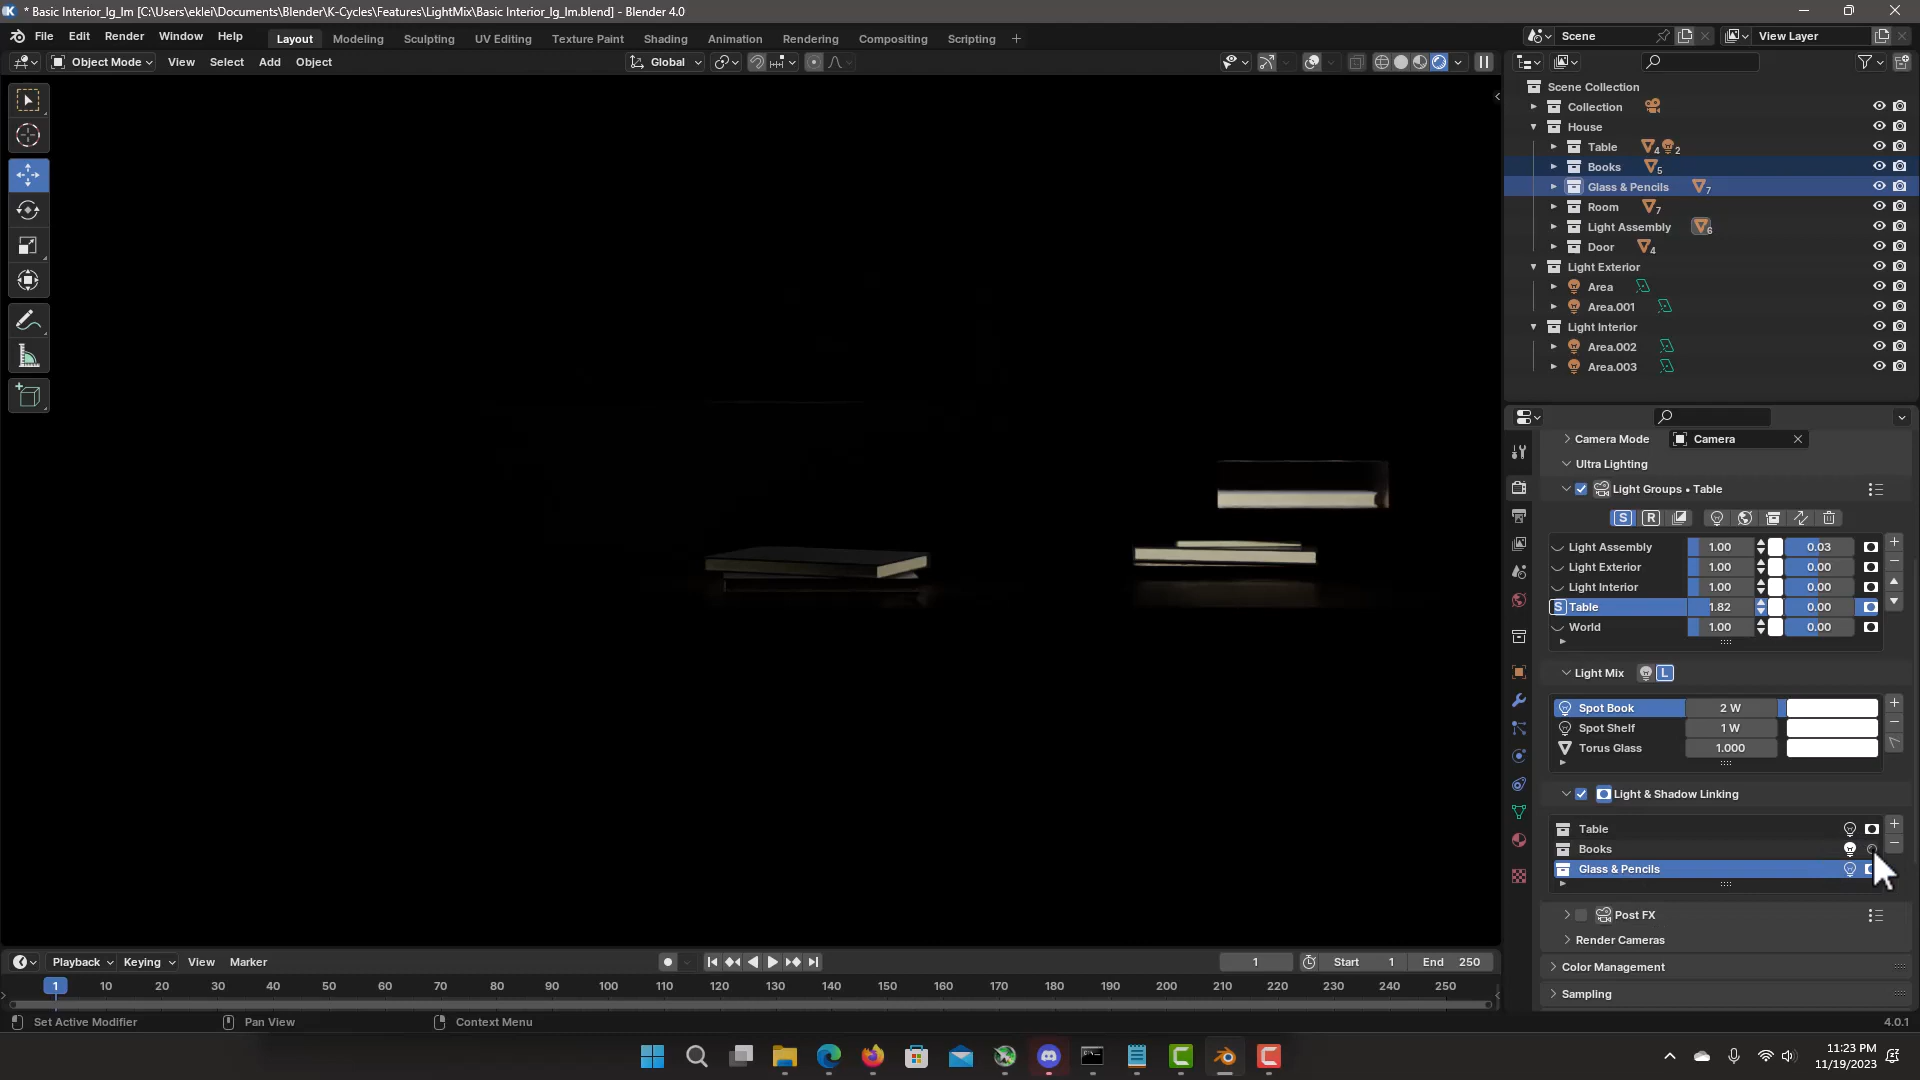 * Basic Interior_lg_lm [C:\Users\eklei\Documents\Blender\K-Cycles\Features\LightMix\Basic Interior_lg_lm.blend] - Blender 4.0
File Edit Render Window Help
Layout Modeling Sculpting UV Editing Texture Paint Shading Animation Rendering Compositing Scripting +
Scene
View Layer
Object Mode View Select Add Object
Global
Scene Collection
Collection
House
Table 4 2
Books 5
Glass & Pencils 7
Room 7
Light Assembly 6
Door 4
Light Exterior
Area
Area.001
Light Interior
Area.002
Area.003
Camera Mode Camera
Ultra Lighting
Light Groups • Table
S R
Light Assembly 1.00 0.03
Light Exterior 1.00 0.00
Light Interior 1.00 0.00
S Table 1.82 0.00
World 1.00 0.00
Light Mix L
Spot Book 2 W
Spot Shelf 1 W
Torus Glass 1.000
Light & Shadow Linking
Table
Books
Glass & Pencils
Post FX
Render Cameras
Color Management
Sampling
Playback Keying View Marker
1 Start 1 End 250
1 10 20 30 40 50 60 70 80 90 100 110 120 130 140 150 160 170 180 190 200 210 220 230 240 250
Set Active Modifier Pan View Context Menu
4.0.1
11:23 PM
11/19/2023